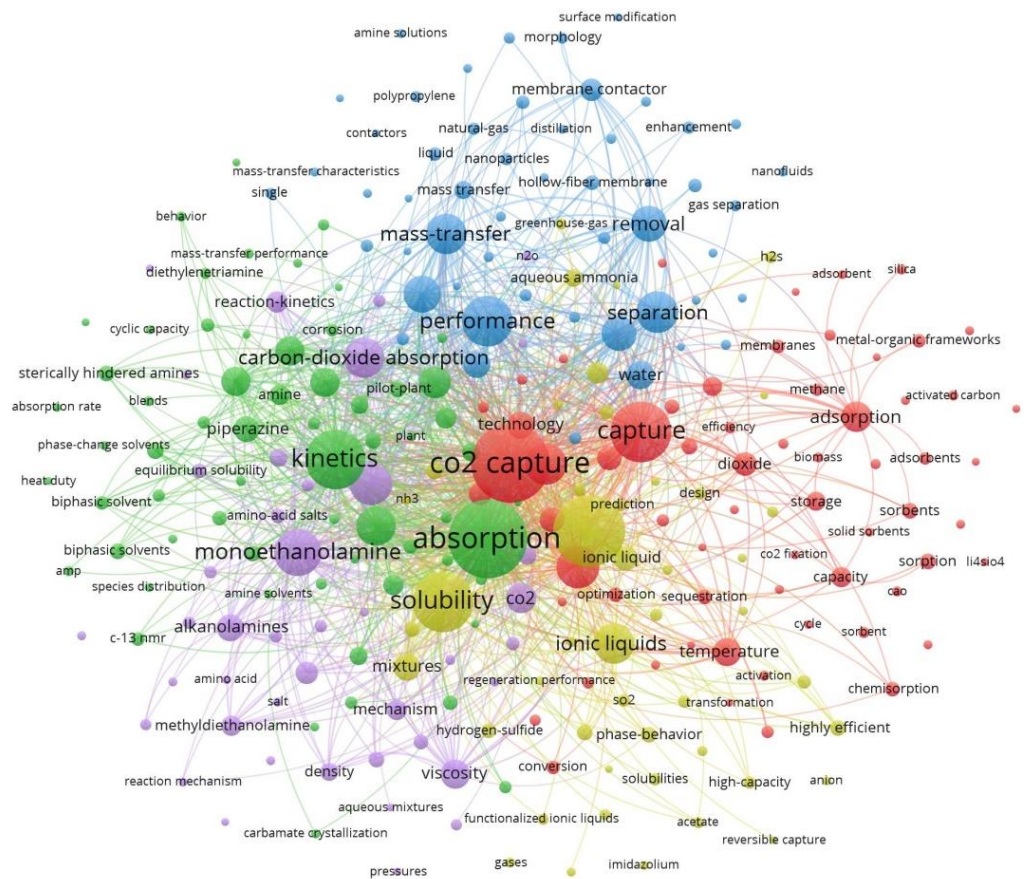 surface modification
amine solutions
morphology
membrane contactor
polypropylene
natural-gas
distillation
enhancement
contactors
liquid
nanoparticles
mass-transfer characteristics
nanofluids
single
mass transfer
hollow-fiber membrane
gas separation
behavior
mass-transfer
greenhouse-gas
removal
mass-transfer performance
n2o
h2s
diethylenetriamine
aqueous ammonia
adsorbent
silica
reaction-kinetics
performance
separation
cyclic capacity
corrosion
membranes
metal-organic frameworks
carbon-dioxide absorption
sterically hindered amines
pilot-plant
water
methane
amine
activated carbon
absorption rate
blends
technology
capture
efficiency
adsorption
piperazine
plant
phase-change solvents
kinetics
co2 capture
dioxide
biomass
adsorbents
equilibrium solubility
heat duty
nh3
prediction
design
storage
biphasic solvent
sorbents
amino-acid salts
solid sorbents
absorption
biphasic solvents
monoethanolamine
ionic liquid
co2 fixation
sorption
li4sio4
amp
species distribution
capacity
amine solvents
solubility
co2
optimization
sequestration
cao
alkanolamines
cycle
sorbent
c-13 nmr
ionic liquids
temperature
mixtures
amino acid
regeneration performance
activation
chemisorption
salt
mechanism
so2
transformation
methyldiethanolamine
hydrogen-sulfide
phase-behavior
highly efficient
reaction mechanism
density
viscosity
conversion
solubilities
high-capacity
anion
aqueous mixtures
carbamate crystallization
functionalized ionic liquids
acetate
reversible capture
pressures
gases
imidazolium